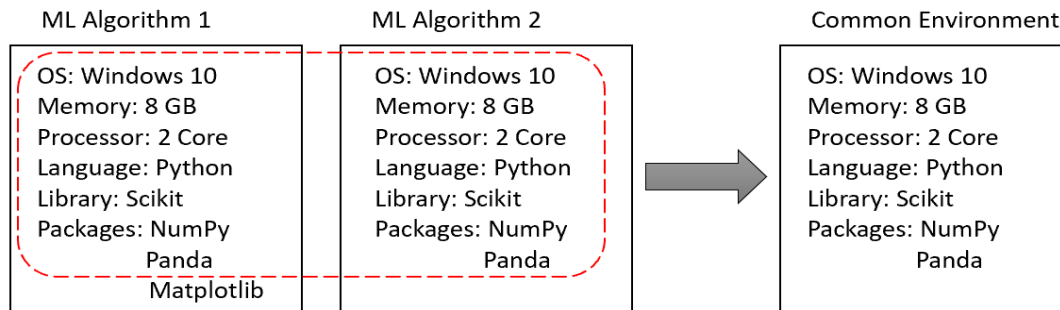 ML Algorithm 1
OS: Windows 10
Memory: 8 GB
Processor: 2 Core
Language: Python
Library: Scikit
Packages: NumPy
Panda
Matplotlib
ML Algorithm 2
OS: Windows 10
Memory: 8 GB
Processor: 2 Core
Language: Python
Library: Scikit
Packages: NumPy
Panda
Common Environment
OS: Windows 10
Memory: 8 GB
Processor: 2 Core
Language: Python
Library: Scikit
Packages: NumPy
Panda